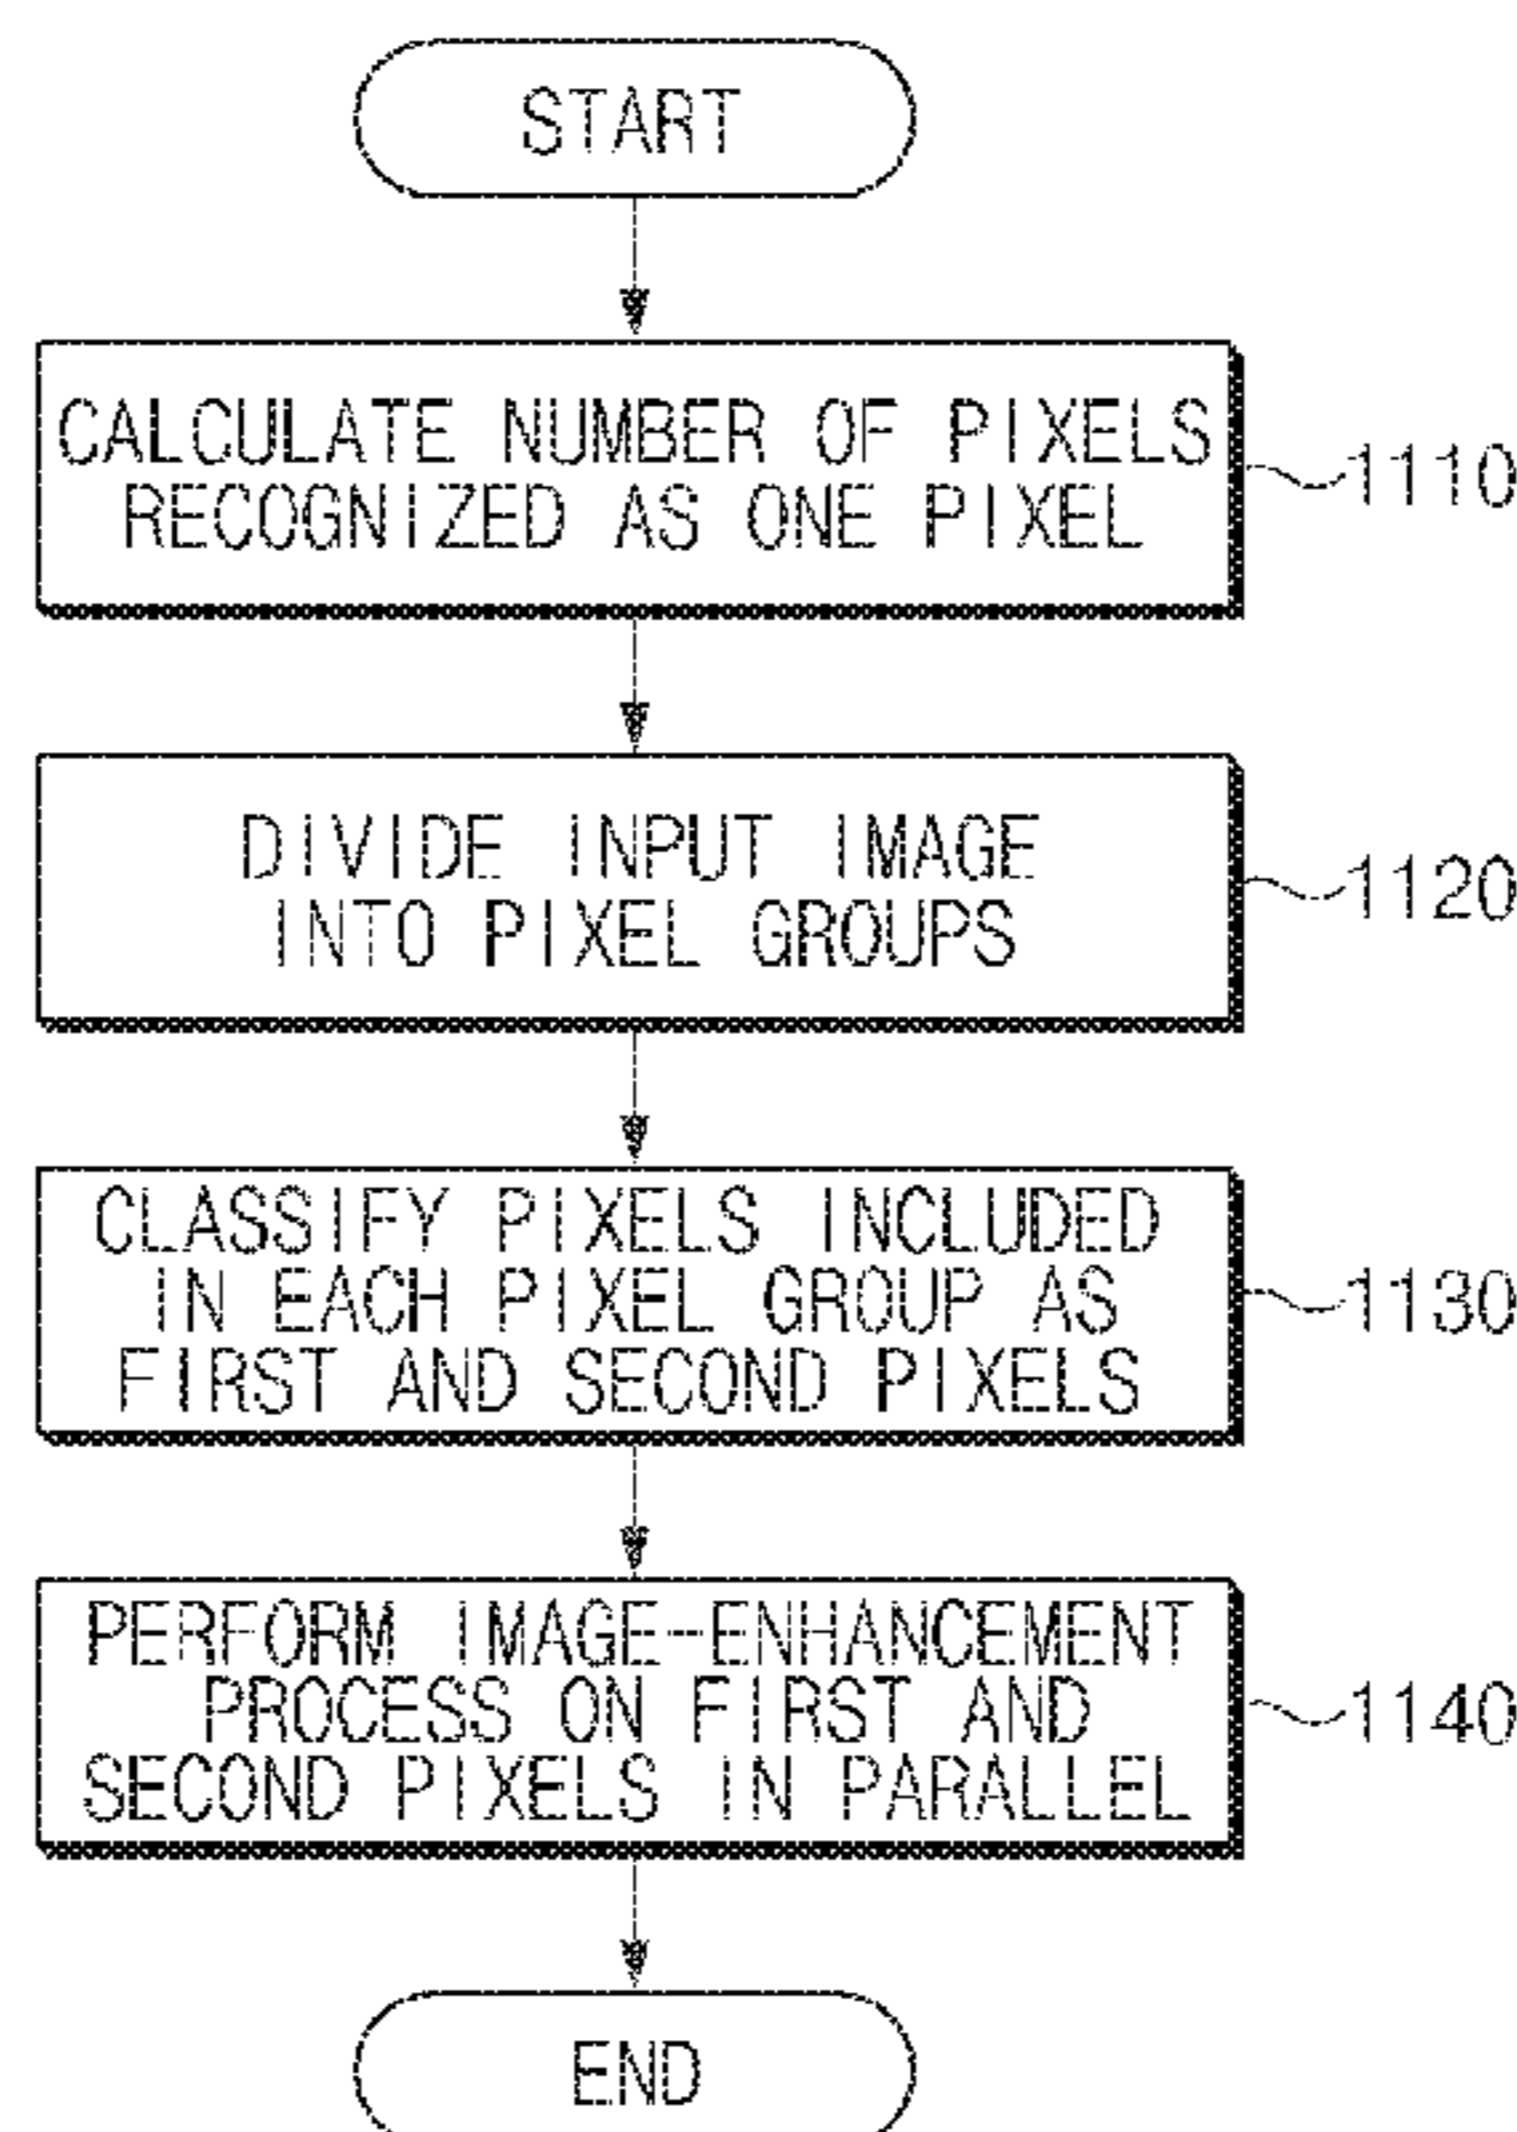 START
CALCULATE NUMBER OF PIXELS
RECOGNIZED AS ONE PIXEL
1110
DIVIDE INPUT IMAGE
INTO PIXEL GROUPS
1120
CLASSIFY PIXELS INCLUDED
IN EACH PIXEL GROUP AS
FIRST AND SECOND PIXELS
1130
PERFORM IMAGE-ENHANCEMENT
PROCESS ON FIRST AND
SECOND PIXELS IN PARALLEL
1140
END